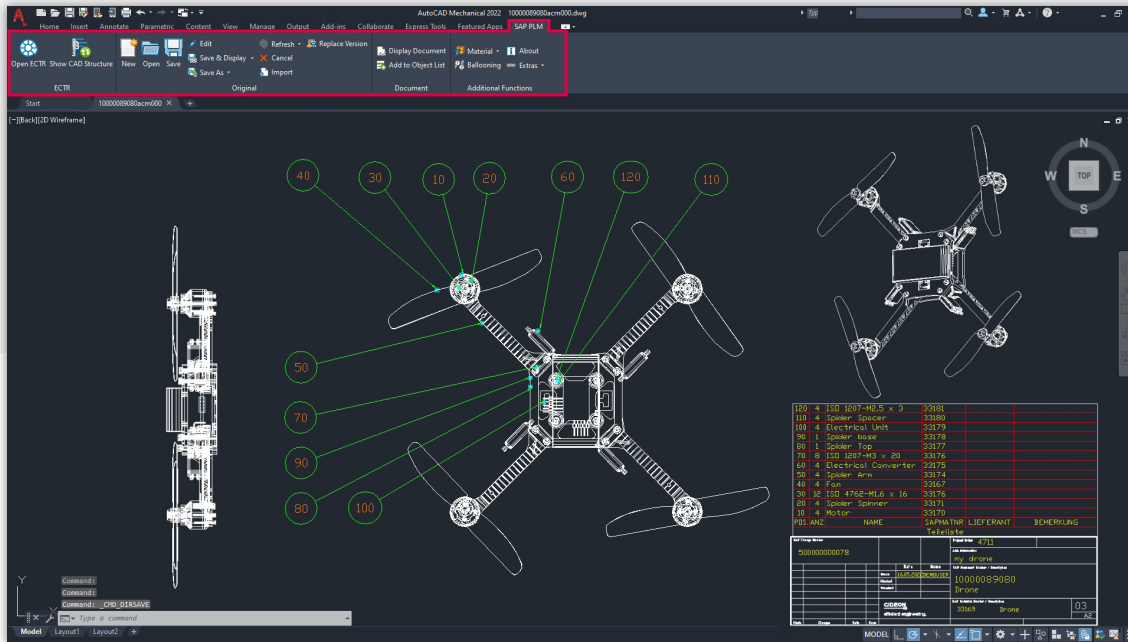 AutoCAD Mechanical 2022 10000089080acm000.dwg
Home Insert Annotate Parametric Content View Manage Output Add-ins Collaborate Express Tools Featured Apps SAP PLM
Edit Refresh Replace Version
Open ECTR Show CAD Structure New Open Save Save & Display Cancel Display Document Material About
Save As Import Add to Object List Ballooning Extras
ECTR Original Document Additional Functions
Start 10000089080acm000
[−][Back][2D Wireframe]
N
W TOP E
S
WCS
40 30 10 20 60 120 110
50
70
90
80 100
120 4 ISO 1207-M2,5 x 3 33181
110 4 Spider Spacer 33180
100 4 Electrical Unit 33179
90 1 Spider base 33178
80 1 Spider Top 33177
70 8 ISO 1207-M3 x 20 33176
60 4 Electrical Converter 33175
50 4 Spider Arm 33174
40 4 Fan 33167
30 12 ISO 4762-M1,6 x 16 33176
20 4 Spider Spinner 33171
10 4 Motor 33170
POS. ANZ NAME SAPMATNR LIEFERANT BEMERKUNG
Teileliste
4711
500000000078
my drone
10000089080
Drone
CIDEON
efficient engineering.
33169 Drone 03
A2
Y
X
Command:
Command:
Command: _CMD_DIRSAVE
Type a command
Model Layout1 Layout2 +
MODEL